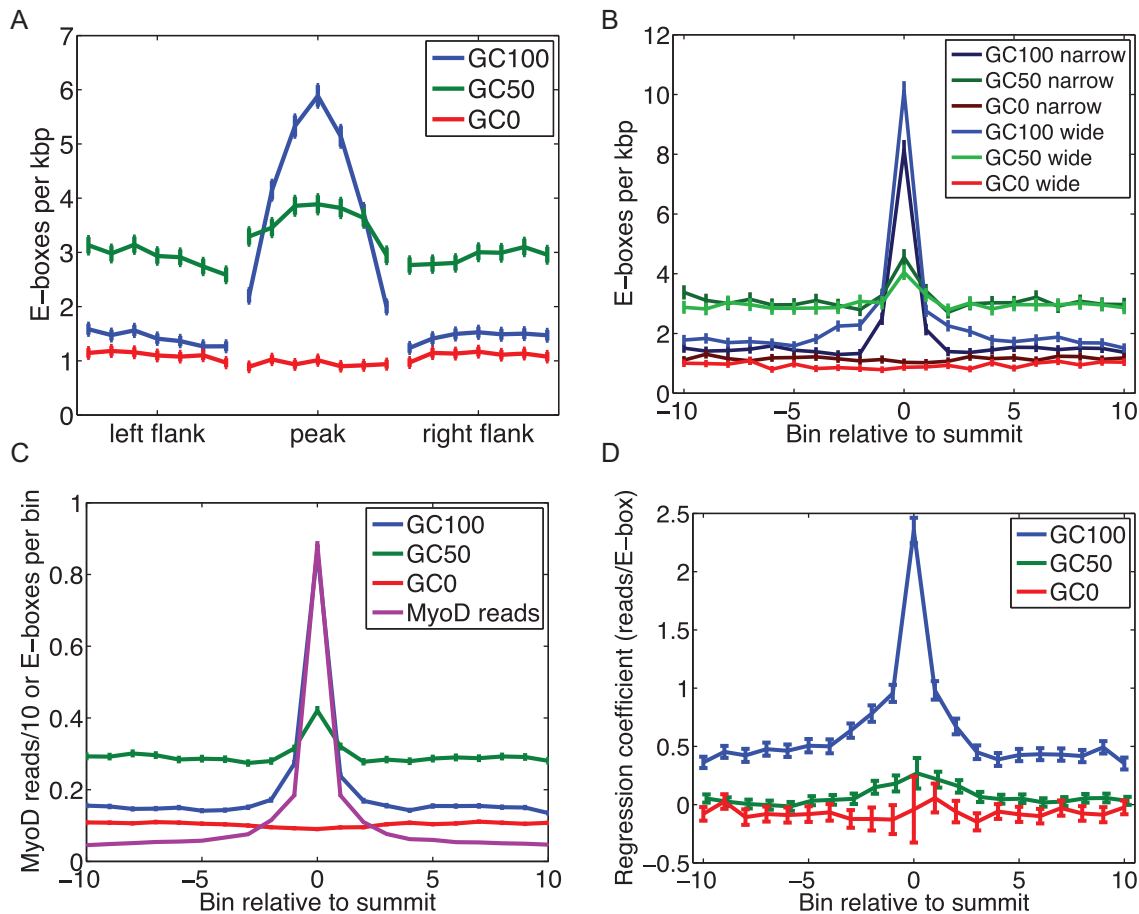 A
7
6
5
4
3
2
1
0
E-boxes per kbp
GC100
GC50
GC0
left flank
peak
right flank
B
12
10
8
6
4
2
0
E-boxes per kbp
GC100 narrow
GC50 narrow
GC0 narrow
GC100 wide
GC50 wide
GC0 wide
−10
−5
0
5
10
Bin relative to summit
C
1
0.8
0.6
0.4
0.2
0
MyoD reads/10 or E-boxes per bin
GC100
GC50
GC0
MyoD reads
−10
−5
0
5
10
Bin relative to summit
D
2.5
2
1.5
1
0.5
0
−0.5
Regression coefficient (reads/E-box)
GC100
GC50
GC0
−10
−5
0
5
10
Bin relative to summit